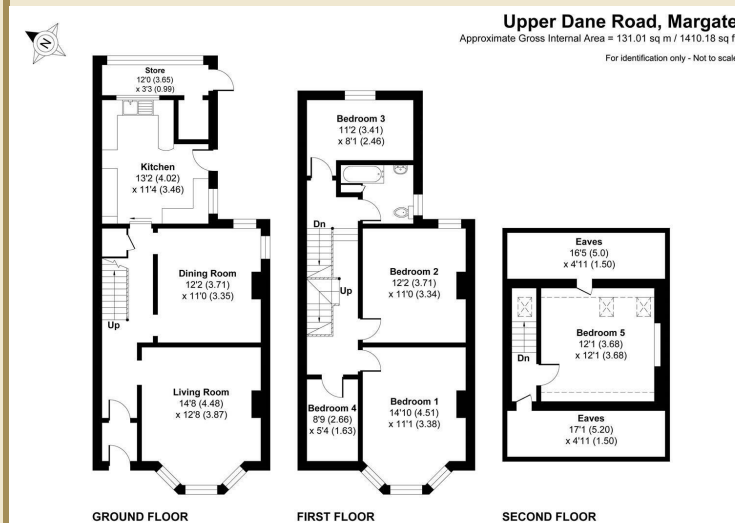 Upper Dane Road, Margate
Approximate Gross Internal Area = 131.01 sq m / 1410.18 sq f
For identification only - Not to scale
N
Store
12'0 (3.65)
x 3'3 (0.99)
Kitchen
13'2 (4.02)
x 11'4 (3.46)
Dining Room
12'2 (3.71)
x 11'0 (3.35)
Up
Living Room
14'8 (4.48)
x 12'8 (3.87)
GROUND FLOOR
Bedroom 3
11'2 (3.41)
x 8'1 (2.46)
Dn
Up
Bedroom 2
12'2 (3.71)
x 11'0 (3.34)
Bedroom 4
8'9 (2.66)
x 5'4 (1.63)
Bedroom 1
14'10 (4.51)
x 11'1 (3.38)
FIRST FLOOR
Eaves
16'5 (5.0)
x 4'11 (1.50)
Bedroom 5
12'1 (3.68)
x 12'1 (3.68)
Dn
Eaves
17'1 (5.20)
x 4'11 (1.50)
SECOND FLOOR